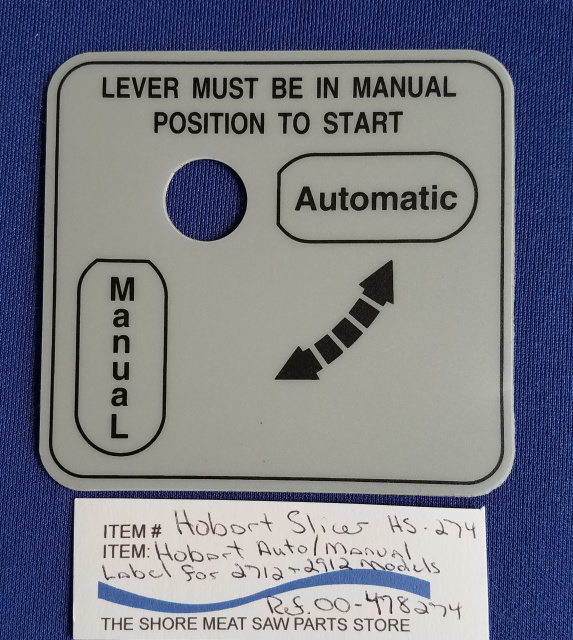 LEVER MUST BE IN MANUAL
POSITION TO START
Automatic
ManuaL
ITEM # Hobart Slicer HS-274
ITEM: Hobart Auto/Manual
Label for 2712 + 2912 Models
Ref. 00-478274
THE SHORE MEAT SAW PARTS STORE